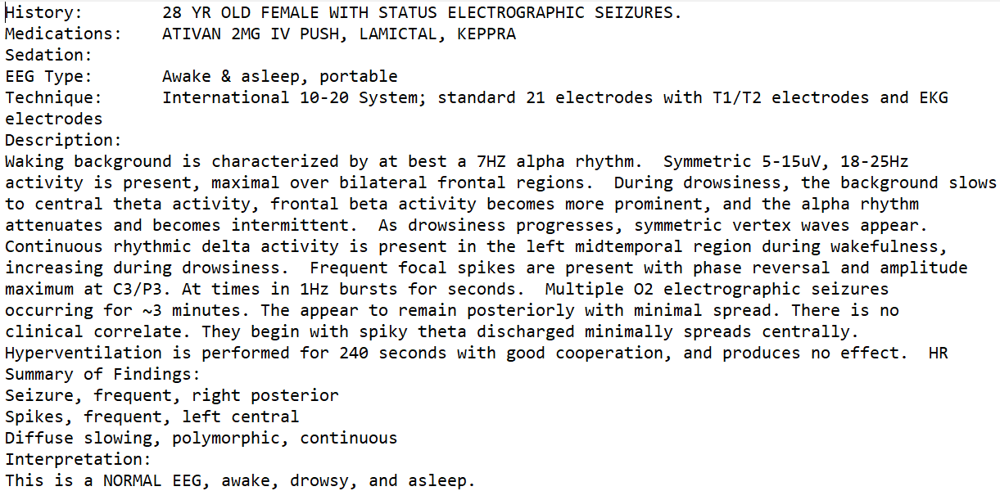 History:        28 YR OLD FEMALE WITH STATUS ELECTROGRAPHIC SEIZURES.
Medications:    ATIVAN 2MG IV PUSH, LAMICTAL, KEPPRA
Sedation:
EEG Type:       Awake & asleep, portable
Technique:      International 10-20 System; standard 21 electrodes with T1/T2 electrodes and EKG
electrodes
Description:
Waking background is characterized by at best a 7HZ alpha rhythm.  Symmetric 5-15uV, 18-25Hz
activity is present, maximal over bilateral frontal regions.  During drowsiness, the background slows
to central theta activity, frontal beta activity becomes more prominent, and the alpha rhythm
attenuates and becomes intermittent.  As drowsiness progresses, symmetric vertex waves appear.
Continuous rhythmic delta activity is present in the left midtemporal region during wakefulness,
increasing during drowsiness.  Frequent focal spikes are present with phase reversal and amplitude
maximum at C3/P3. At times in 1Hz bursts for seconds.  Multiple O2 electrographic seizures
occurring for ~3 minutes. The appear to remain posteriorly with minimal spread. There is no
clinical correlate. They begin with spiky theta discharged minimally spreads centrally.
Hyperventilation is performed for 240 seconds with good cooperation, and produces no effect.  HR
Summary of Findings:
Seizure, frequent, right posterior
Spikes, frequent, left central
Diffuse slowing, polymorphic, continuous
Interpretation:
This is a NORMAL EEG, awake, drowsy, and asleep.